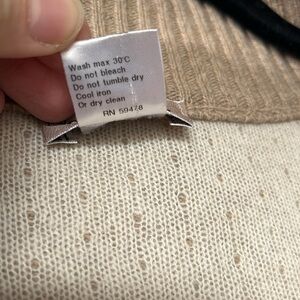 Wash max 30°C
Do not bleach
Do not tumble dry
Cool iron
Or dry clean
RN 59478